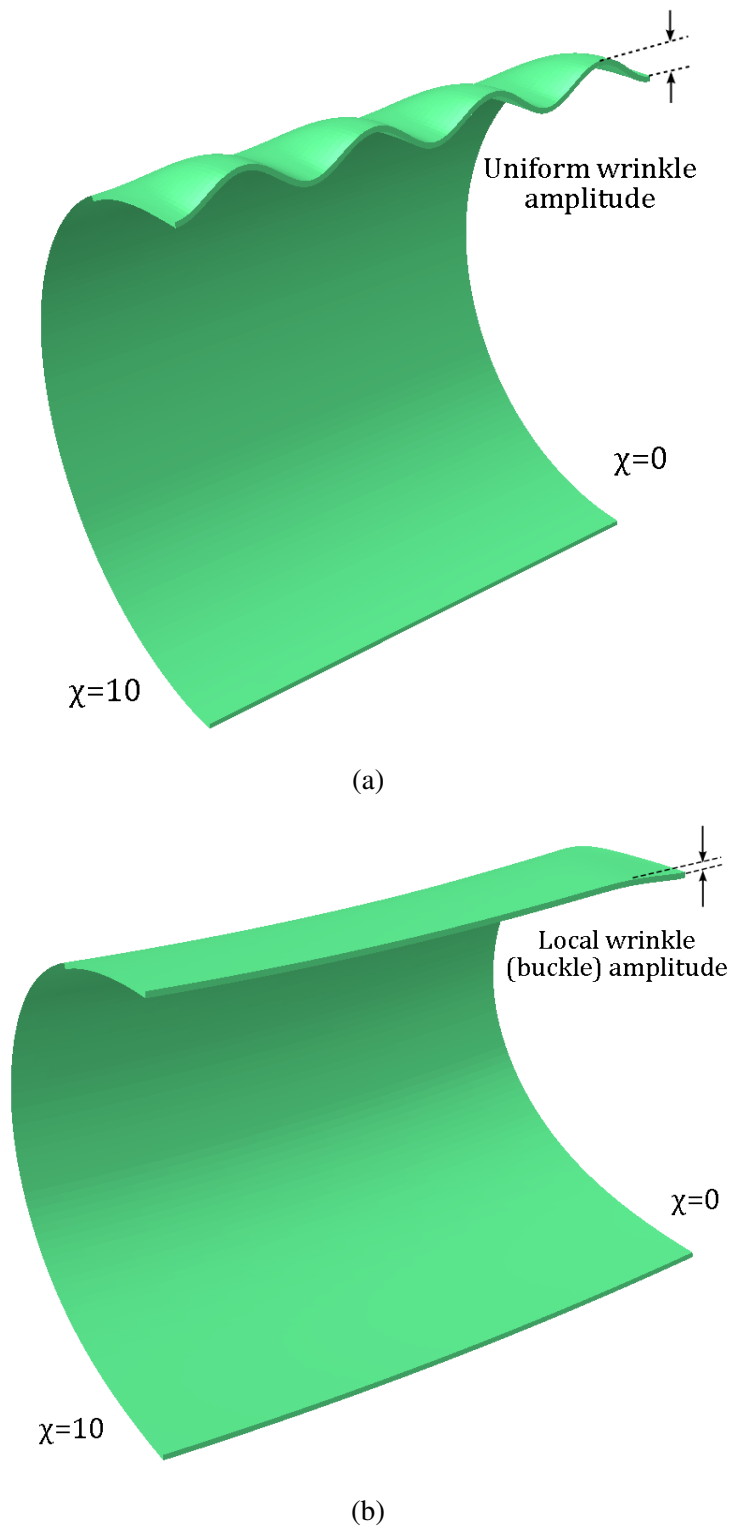 Uniform wrinkle
amplitude
χ=0
χ=10
(a)
Local wrinkle
(buckle) amplitude
χ=0
χ=10
(b)